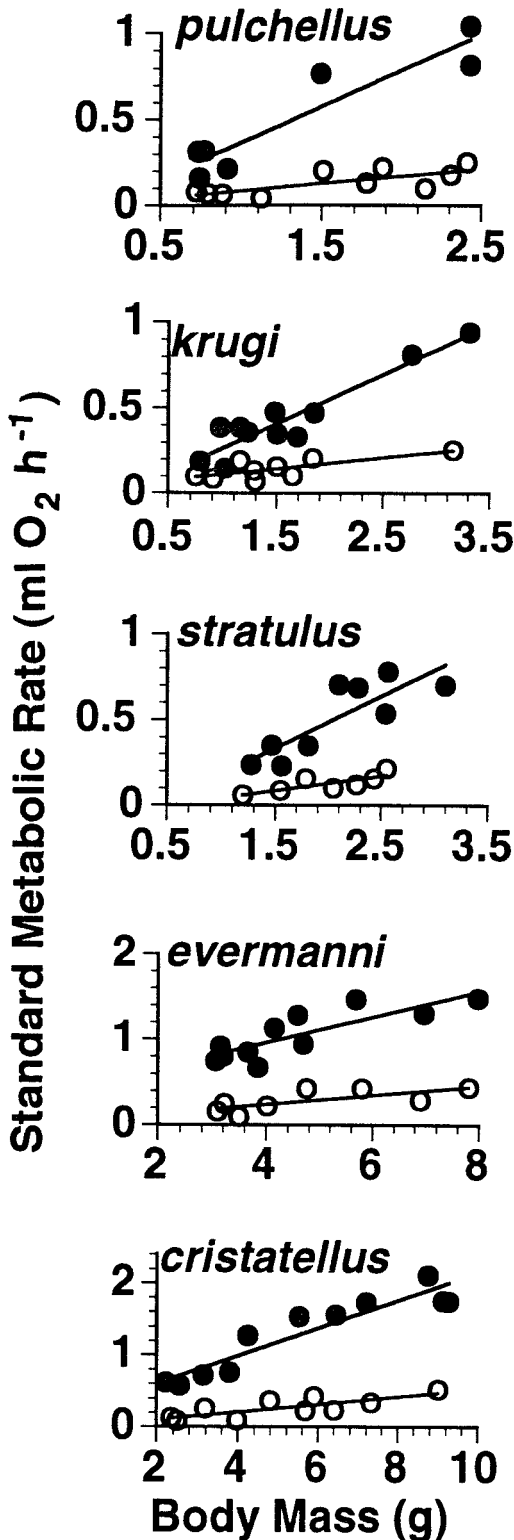 Standard Metabolic Rate (ml O2 h-1)
pulchellus
1
0.5
0
0.5 1.5 2.5
krugi
1
0.5
0
0.5 1.5 2.5 3.5
stratulus
1
0.5
0
0.5 1.5 2.5 3.5
evermanni
2
1
0
2 4 6 8
cristatellus
2
1
0
2 4 6 8 10
Body Mass (g)